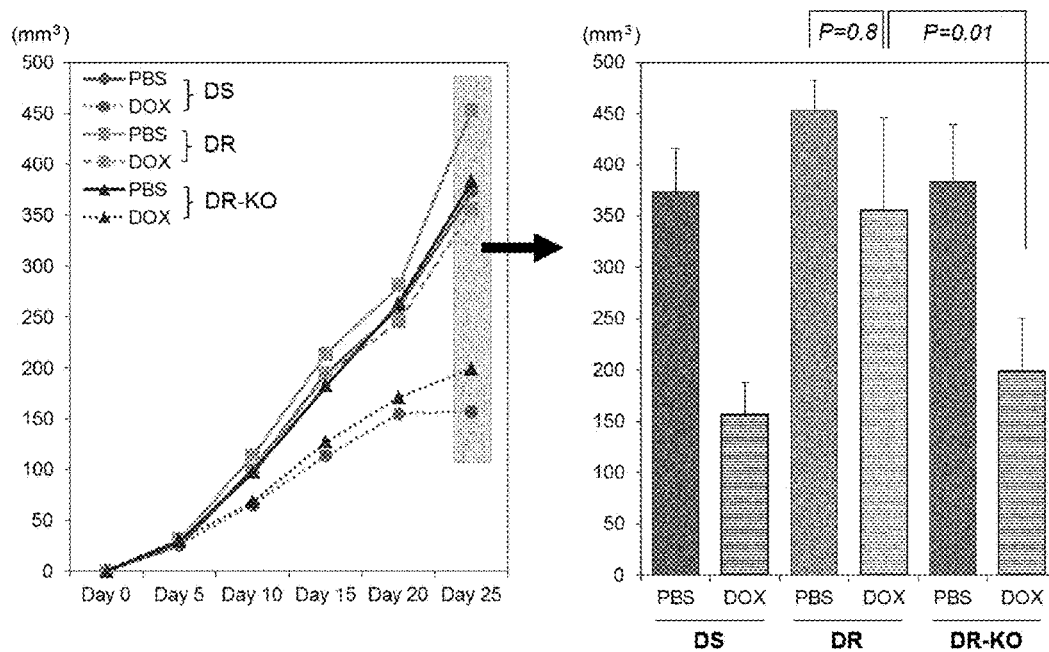 (mm³)
500
450
400
350
300
250
200
150
100
50
0
PBS
DOX
DS
PBS
DOX
DR
PBS
DOX
DR-KO
Day 0 Day 5 Day 10 Day 15 Day 20 Day 25
(mm³)
P=0.8 P=0.01
500
450
400
350
300
250
200
150
100
50
0
PBS DOX PBS DOX PBS DOX
DS DR DR-KO